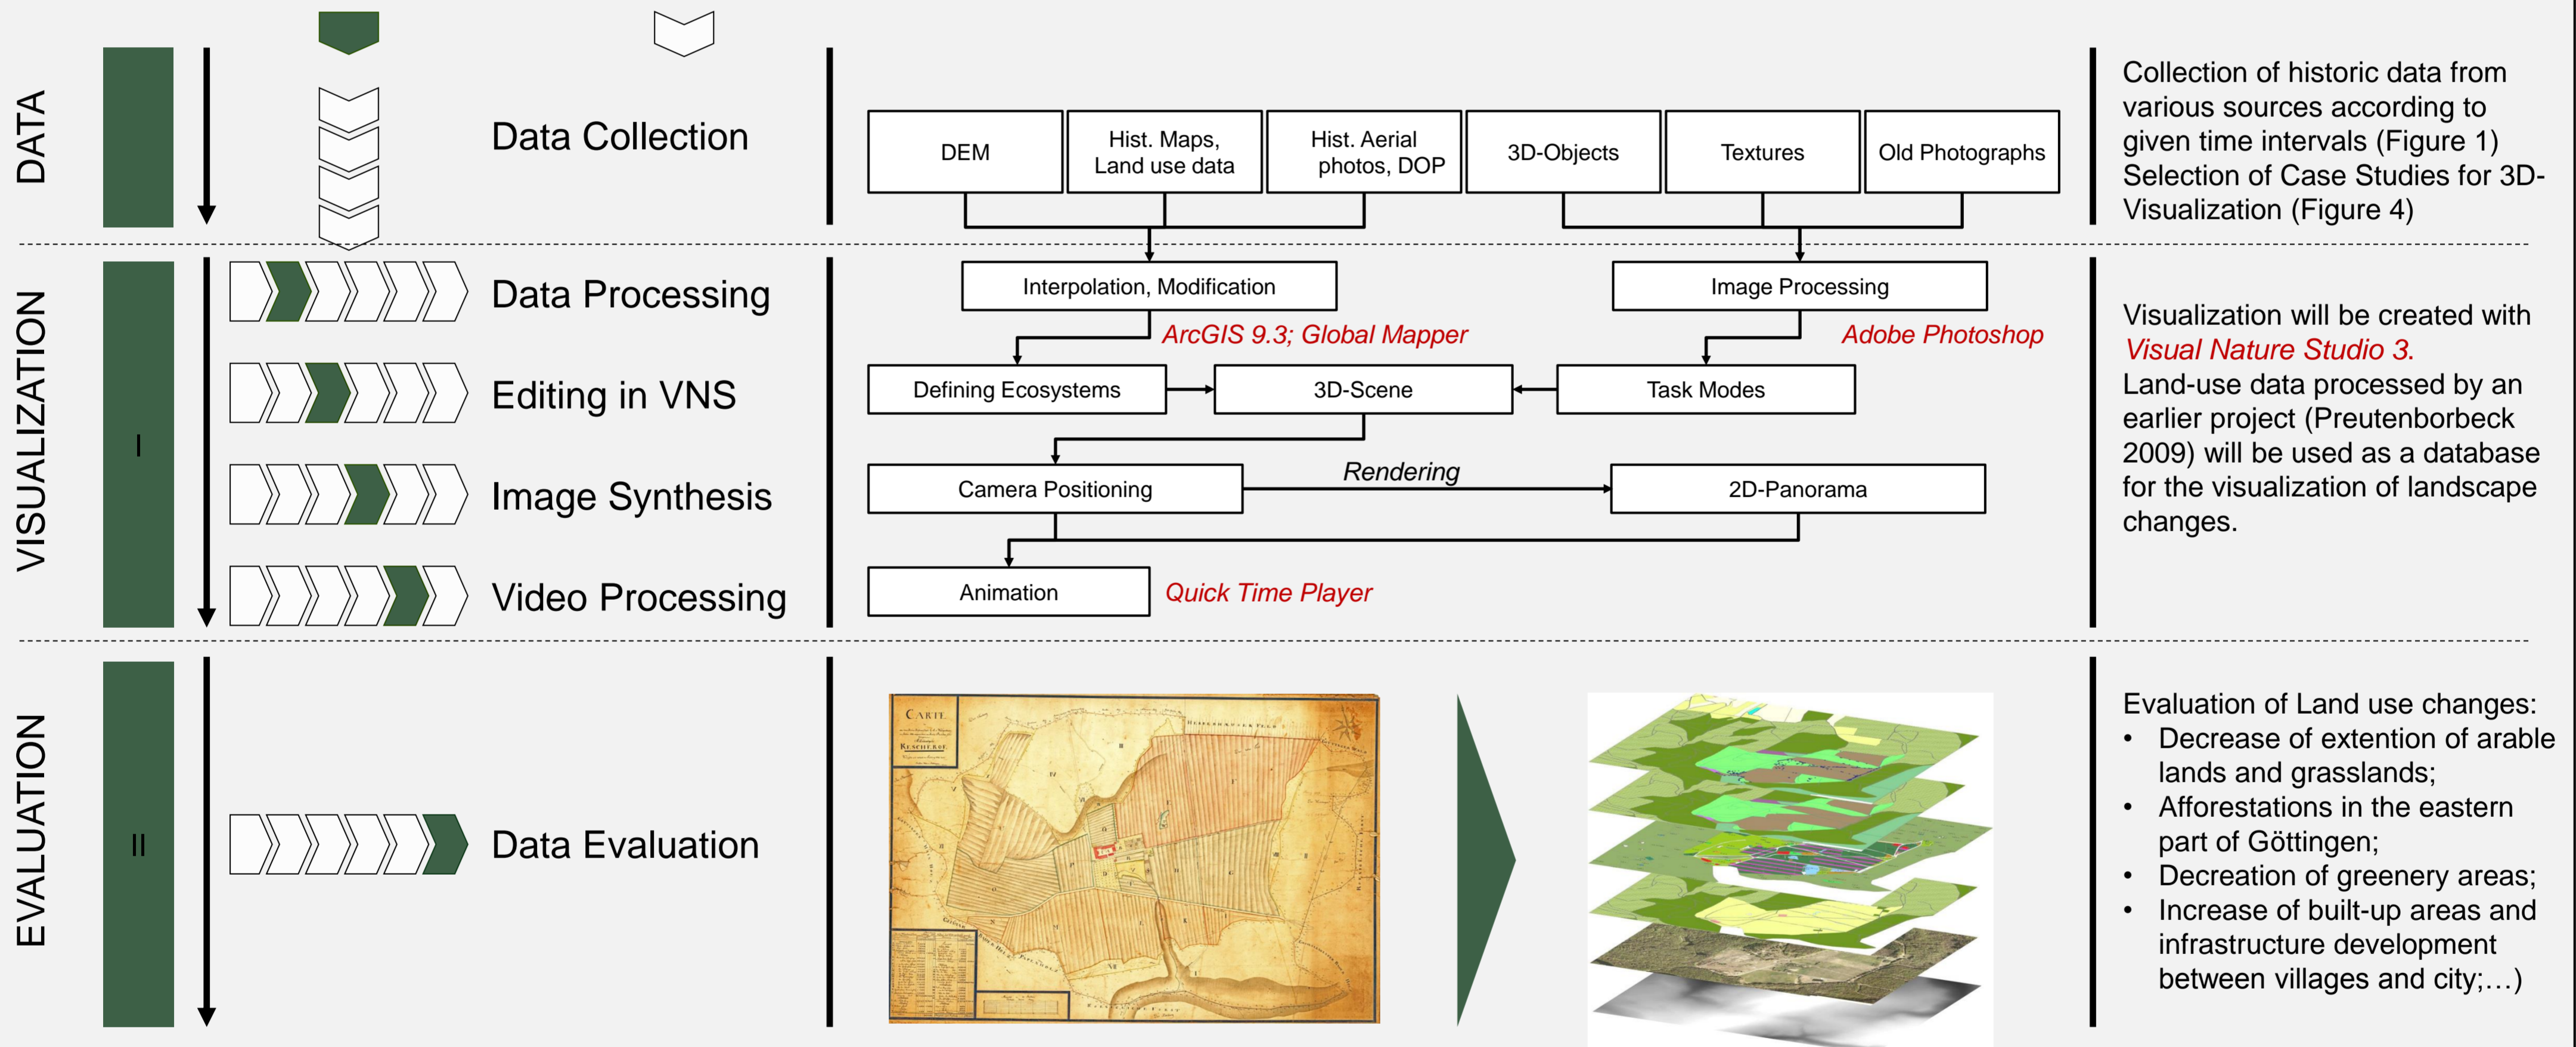 DATA
Data Collection
DEM
Hist. Maps,
Land use data
Hist. Aerial
photos, DOP
3D-Objects
Textures
Old Photographs
Collection of historic data from
various sources according to
given time intervals (Figure 1)
Selection of Case Studies for 3D-
Visualization (Figure 4)
VISUALIZATION
I
Data Processing
Interpolation, Modification
Image Processing
ArcGIS 9.3; Global Mapper
Adobe Photoshop
Editing in VNS
Defining Ecosystems
3D-Scene
Task Modes
Image Synthesis
Camera Positioning
Rendering
2D-Panorama
Video Processing
Animation
Quick Time Player
Visualization will be created with
Visual Nature Studio 3.
Land-use data processed by an
earlier project (Preutenborbeck
2009) will be used as a database
for the visualization of landscape
changes.
EVALUATION
II
Data Evaluation
CARTE
Evaluation of Land use changes:
• Decrease of extention of arable
lands and grasslands;
• Afforestations in the eastern
part of Göttingen;
• Decreation of greenery areas;
• Increase of built-up areas and
infrastructure development
between villages and city;…)